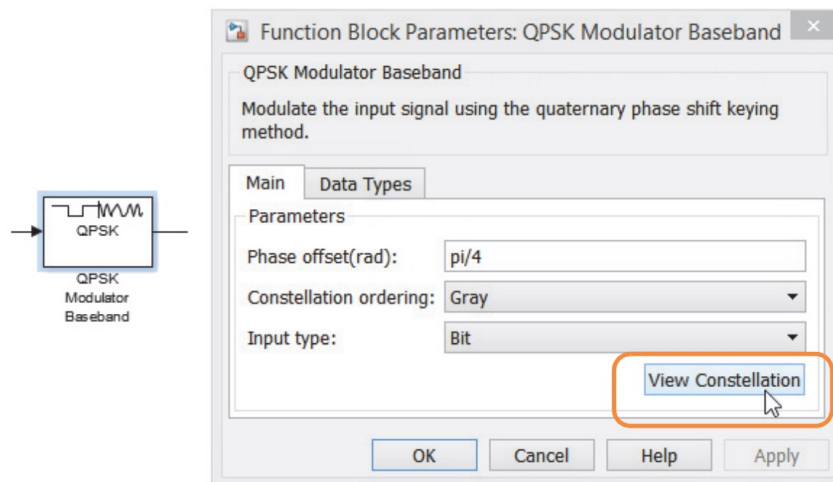 Function Block Parameters: QPSK Modulator Baseband
QPSK Modulator Baseband
Modulate the input signal using the quaternary phase shift keying
method.
Main
Data Types
Parameters
Phase offset(rad):
pi/4
Constellation ordering:
Gray
Input type:
Bit
View Constellation
OK
Cancel
Help
Apply
QPSK
QPSK
Modulator
Baseband